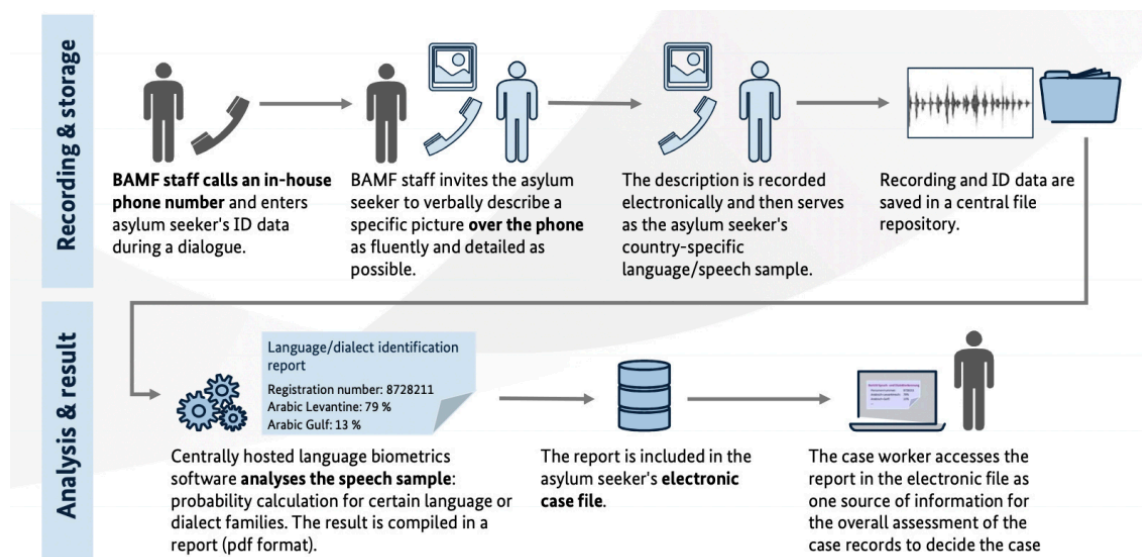 Recording & storage
BAMF staff calls an in-house
phone number and enters
asylum seeker's ID data
during a dialogue.
BAMF staff invites the asylum
seeker to verbally describe a
specific picture over the phone
as fluently and detailed as
possible.
The description is recorded
electronically and then serves
as the asylum seeker's
country-specific
language/speech sample.
Recording and ID data are
saved in a central file
repository.
Analysis & result
Language/dialect identification
report
Registration number: 8728211
Arabic Levantine: 79 %
Arabic Gulf: 13 %
Centrally hosted language biometrics
software analyses the speech sample:
probability calculation for certain language or
dialect families. The result is compiled in a
report (pdf format).
The report is included in the
asylum seeker's electronic
case file.
The case worker accesses the
report in the electronic file as
one source of information for
the overall assessment of the
case records to decide the case